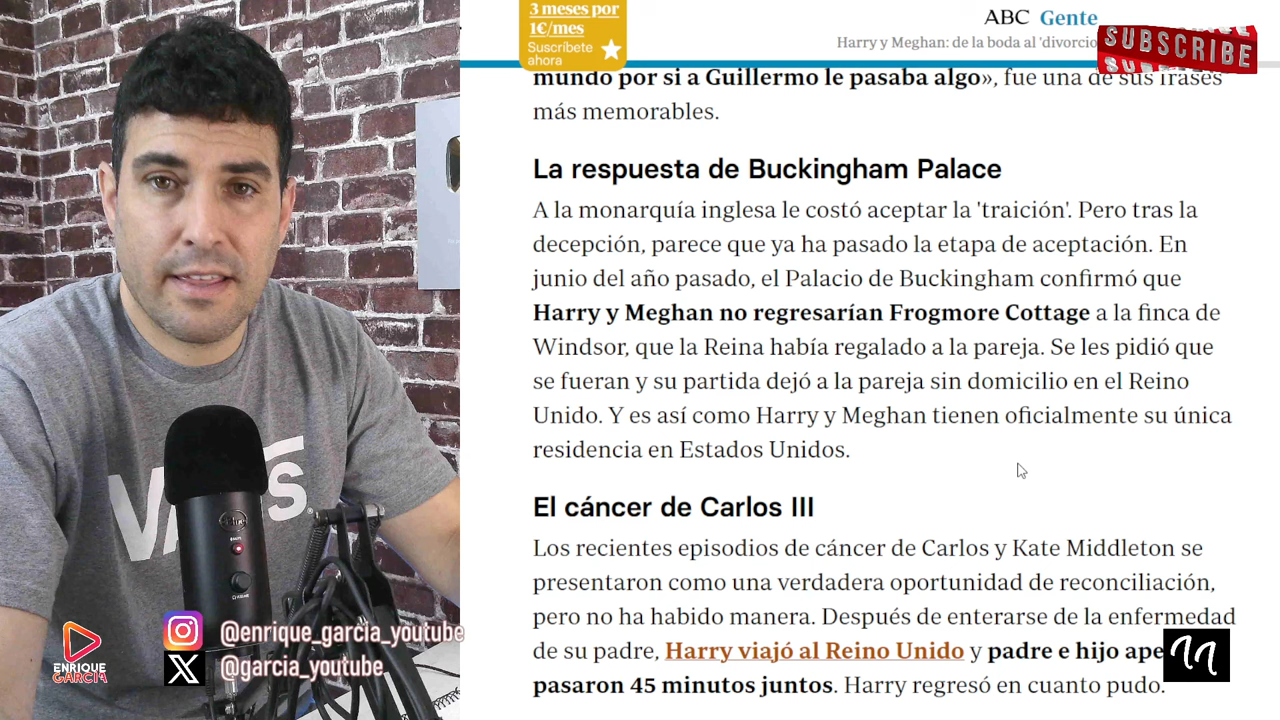 3 meses por
1€/mes
Suscríbete
ahora
ABC Gente
Harry y Meghan: de la boda al 'divorcio
SUBSCRIBE
mundo por si a Guillermo le pasaba algo», fue una de sus frases
más memorables.
La respuesta de Buckingham Palace
A la monarquía inglesa le costó aceptar la 'traición'. Pero tras la
decepción, parece que ya ha pasado la etapa de aceptación. En
junio del año pasado, el Palacio de Buckingham confirmó que
Harry y Meghan no regresarían Frogmore Cottage a la finca de
Windsor, que la Reina había regalado a la pareja. Se les pidió que
se fueran y su partida dejó a la pareja sin domicilio en el Reino
Unido. Y es así como Harry y Meghan tienen oficialmente su única
residencia en Estados Unidos.
El cáncer de Carlos III
Los recientes episodios de cáncer de Carlos y Kate Middleton se
presentaron como una verdadera oportunidad de reconciliación,
pero no ha habido manera. Después de enterarse de la enfermedad
de su padre, Harry viajó al Reino Unido y padre e hijo ape
pasaron 45 minutos juntos. Harry regresó en cuanto pudo.
@enrique_garcia_youtube
@garcia_youtube
ENRIQUE
GARCIA